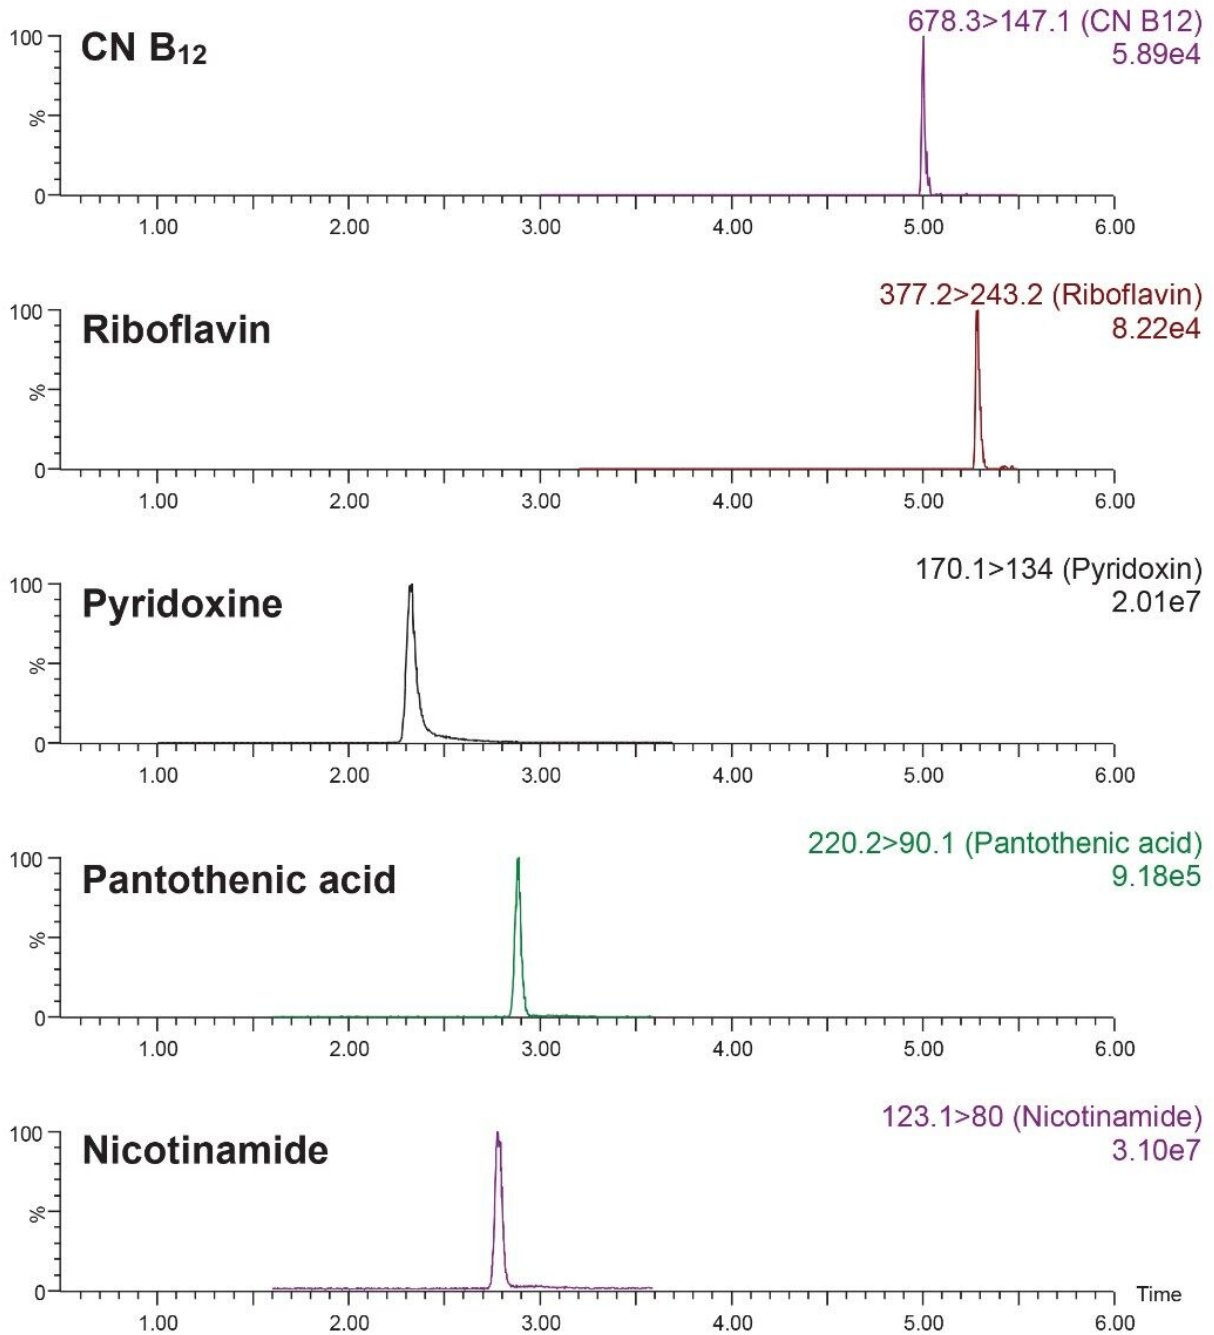 678.3>147.1 (CN B12)
5.89e4
CN B₁₂
100
%
0
1.00 2.00 3.00 4.00 5.00 6.00
377.2>243.2 (Riboflavin)
8.22e4
Riboflavin
100
%
0
1.00 2.00 3.00 4.00 5.00 6.00
170.1>134 (Pyridoxin)
2.01e7
Pyridoxine
100
%
0
1.00 2.00 3.00 4.00 5.00 6.00
220.2>90.1 (Pantothenic acid)
9.18e5
Pantothenic acid
100
%
0
1.00 2.00 3.00 4.00 5.00 6.00
123.1>80 (Nicotinamide)
3.10e7
Nicotinamide
100
%
0
Time
1.00 2.00 3.00 4.00 5.00 6.00